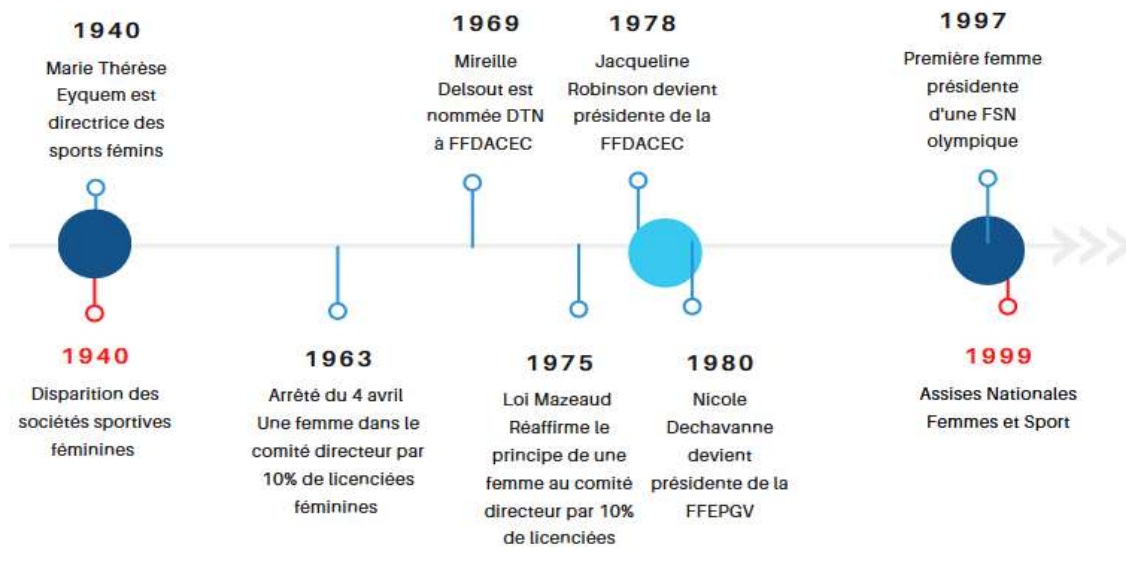 1940
Marie Thérèse
Eyquem est
directrice des
sports fémins
1969
Mireille
Delsout est
nommée DTN
à FFDACEC
1978
Jacqueline
Robinson devient
présidente de la
FFDACEC
1997
Première femme
présidente
d'une FSN
olympique
1940
Disparition des
sociétés sportives
féminines
1963
Arrêté du 4 avril
Une femme dans le
comité directeur par
10% de licenciées
féminines
1975
Loi Mazeaud
Réaffirme le
principe de une
femme au comité
directeur par 10%
de licenciées
1980
Nicole
Dechavanne
devient
présidente de la
FFEPGV
1999
Assises Nationales
Femmes et Sport